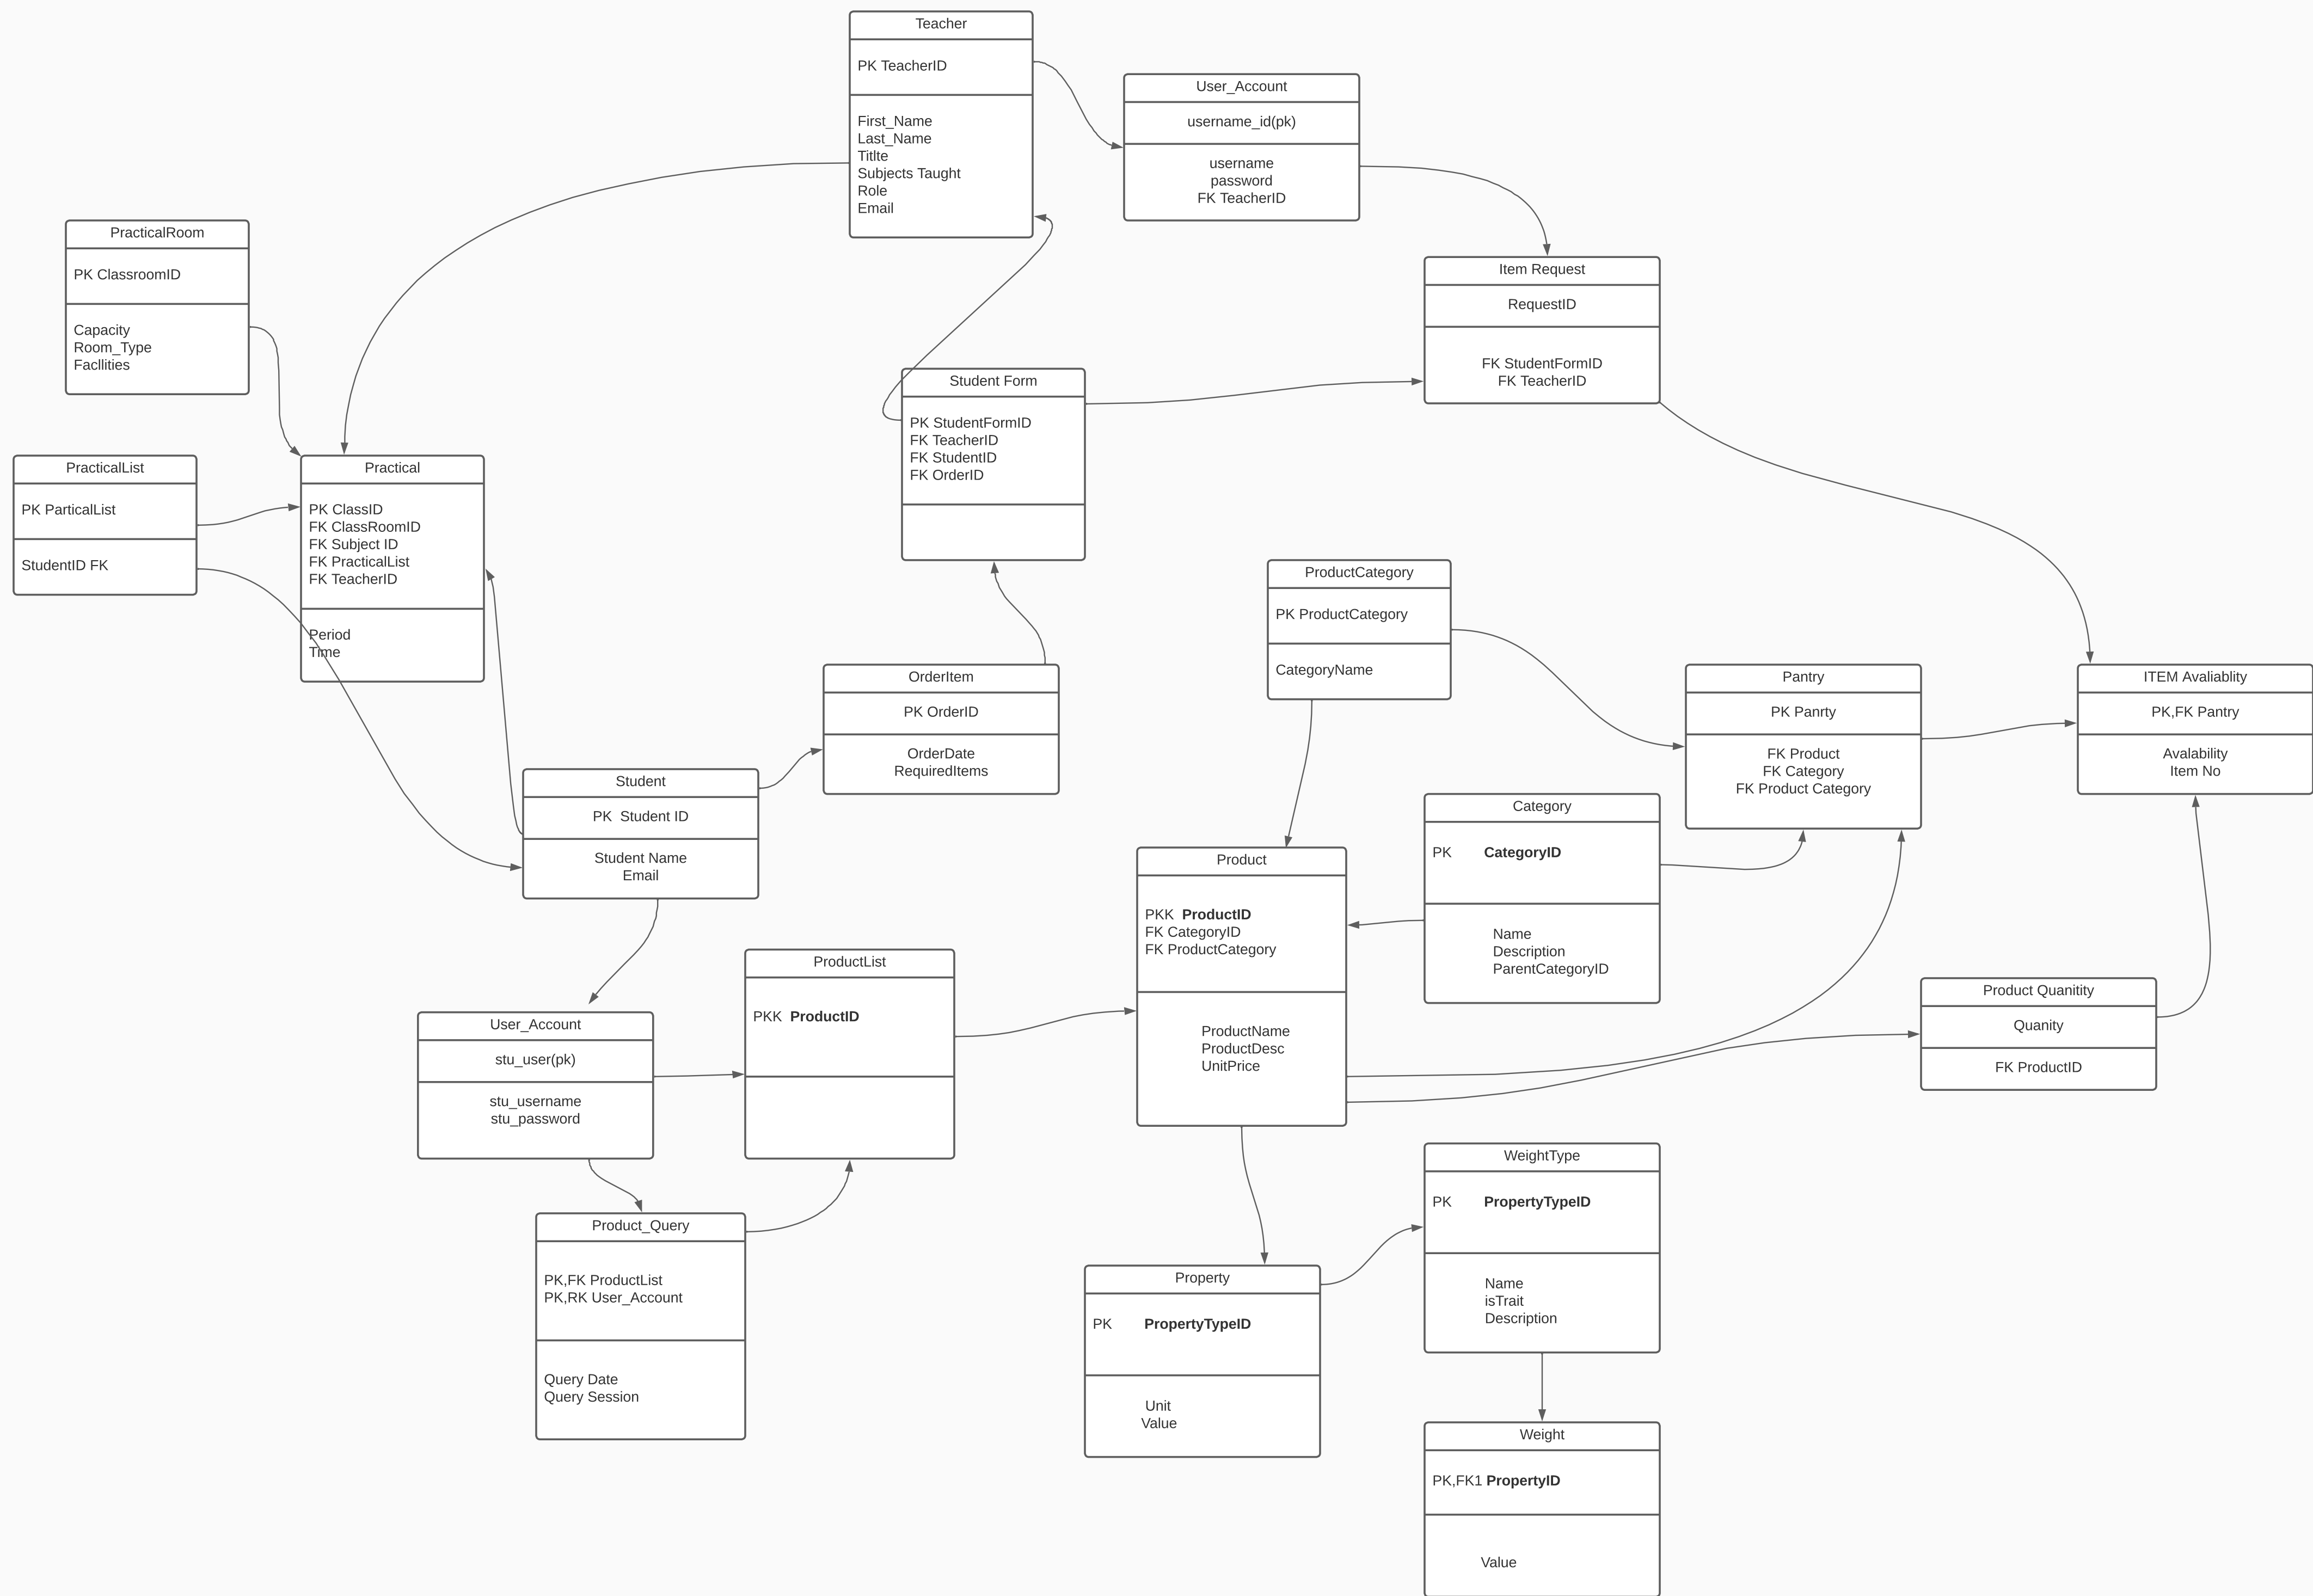 Teacher
PK TeacherID
First_Name
Last_Name
Titlte
Subjects Taught
Role
Email
User_Account
username_id(pk)
username
password
FK TeacherID
PracticalRoom
PK ClassroomID
Capacity
Room_Type
Facllities
Item Request
RequestID
FK StudentFormID
FK TeacherID
Student Form
PK StudentFormID
FK TeacherID
FK StudentID
FK OrderID
PracticalList
PK ParticalList
StudentID FK
Practical
PK ClassID
FK ClassRoomID
FK Subject ID
FK PracticalList
FK TeacherID
Period
Time
ProductCategory
PK ProductCategory
CategoryName
OrderItem
PK OrderID
OrderDate
RequiredItems
Pantry
PK Panrty
FK Product
FK Category
FK Product Category
ITEM Avaliablity
PK,FK Pantry
Avalability
Item No
Student
PK  Student ID
Student Name
Email
Category
PK CategoryID
Name
Description
ParentCategoryID
Product
PKK  ProductID
FK CategoryID
FK ProductCategory
ProductName
ProductDesc
UnitPrice
ProductList
PKK  ProductID
Product Quanitity
Quanity
FK ProductID
User_Account
stu_user(pk)
stu_username
stu_password
WeightType
PK PropertyTypeID
Name
isTrait
Description
Product_Query
PK,FK ProductList
PK,RK User_Account
Query Date
Query Session
Property
PK PropertyTypeID
Unit
Value
Weight
PK,FK1 PropertyID
Value